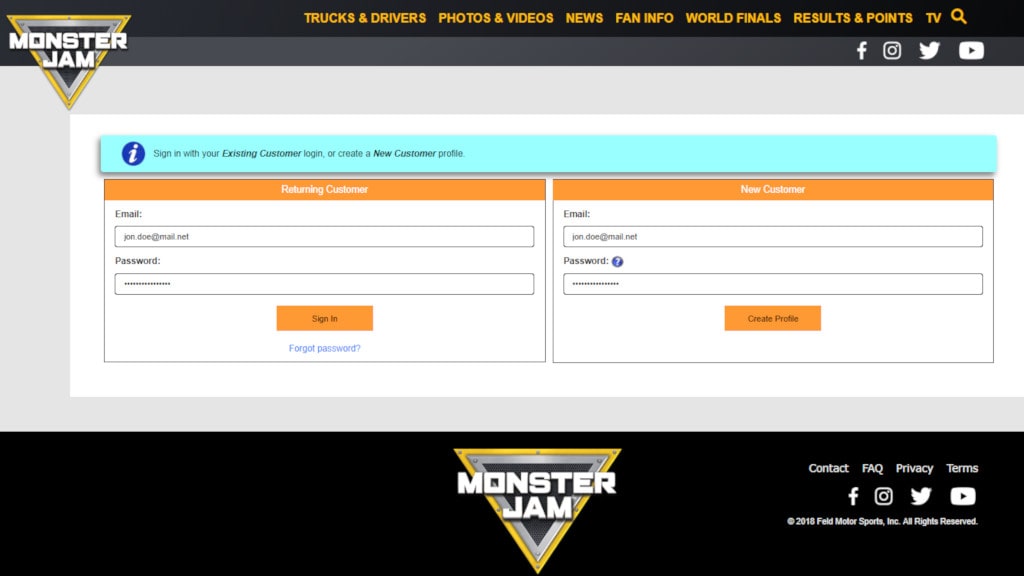 MONSTER JAM
TRUCKS & DRIVERS PHOTOS & VIDEOS NEWS FAN INFO WORLD FINALS RESULTS & POINTS TV
Sign in with your Existing Customer login, or create a New Customer profile.
Returning Customer
Email:
jon.doe@mail.net
Password:
••••••••••••••••
Sign In
Forgot password?
New Customer
Email:
jon.doe@mail.net
Password: ?
••••••••••••••••
Create Profile
MONSTER
JAM
Contact FAQ Privacy Terms
© 2018 Feld Motor Sports, Inc. All Rights Reserved.